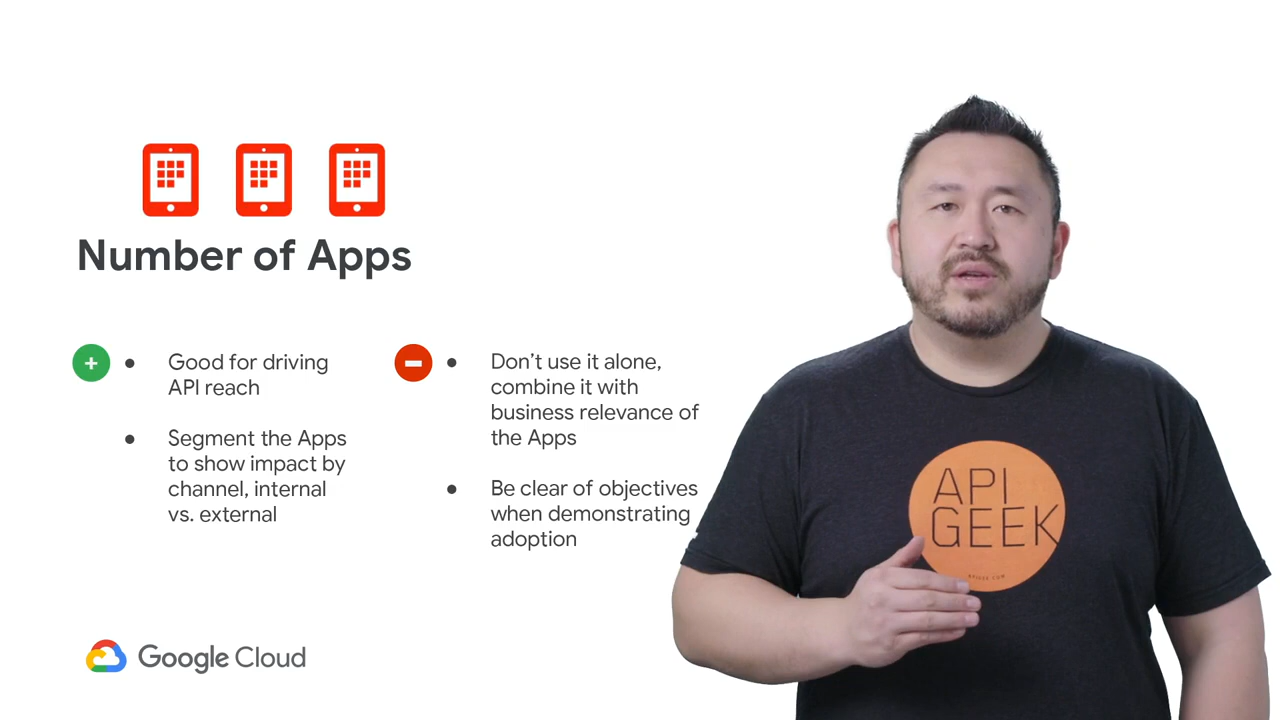 Number of Apps
+
Good for driving
API reach
Segment the Apps
to show impact by
channel, internal
vs. external
Don't use it alone,
combine it with
business relevance of
the Apps
Be clear of objectives
when demonstrating
adoption
API
GEEK
APIGEE.COM
Google Cloud